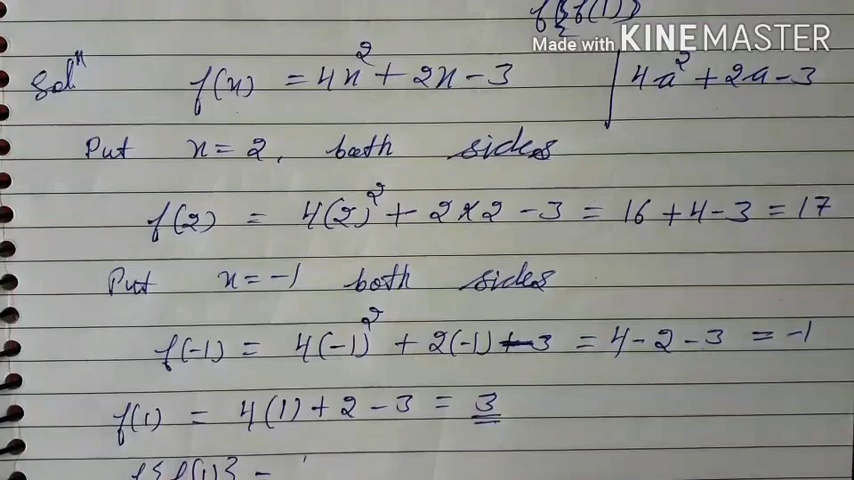 f{f(1)}
Made with KINEMASTER
Solⁿ f(x) = 4x² + 2x - 3 | 4a² + 2a - 3
Put x = 2, both sides
f(2) = 4(2)² + 2×2 - 3 = 16 + 4 - 3 = 17
Put x = -1 both sides
f(-1) = 4(-1)² + 2(-1) - 3 = 4 - 2 - 3 = -1
f(1) = 4(1) + 2 - 3 = 3
f{f(1)} =